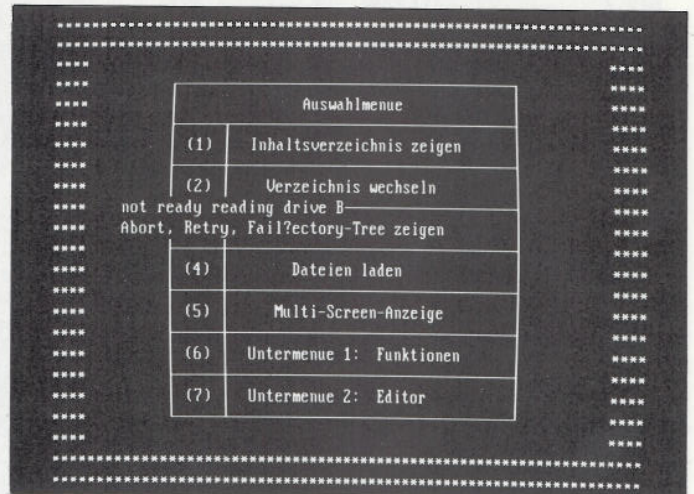 Auswahlmenue
(1) Inhaltsverzeichnis zeigen
(2) Verzeichnis wechseln
not ready reading drive B
Abort, Retry, Fail?ectory-Tree zeigen
(4) Dateien laden
(5) Multi-Screen-Anzeige
(6) Untermenue 1: Funktionen
(7) Untermenue 2: Editor